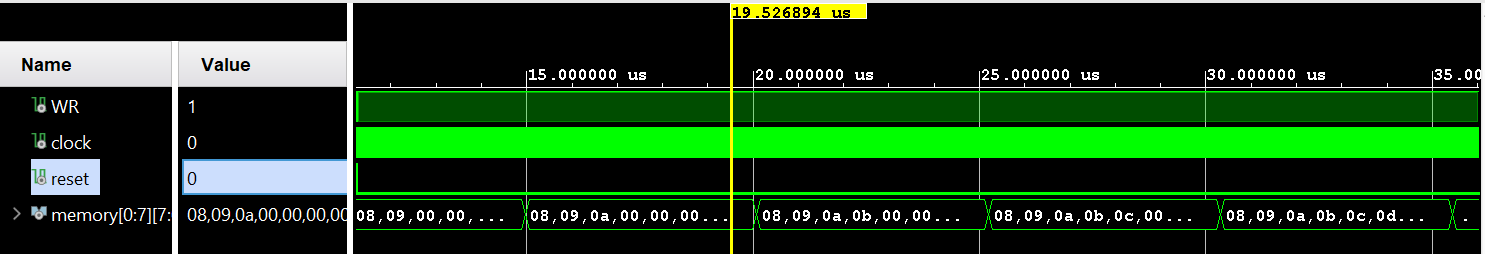 19.526894 us
Name Value
15.000000 us 20.000000 us 25.000000 us 30.000000 us 35.00
WR 1
clock 0
reset 0
memory[0:7][7: 08,09,0a,00,00,00,00 08,09,00,00,... 08,09,0a,00,00,00... 08,09,0a,0b,00,00... 08,09,0a,0b,0c,00... 08,09,0a,0b,0c,0d... .